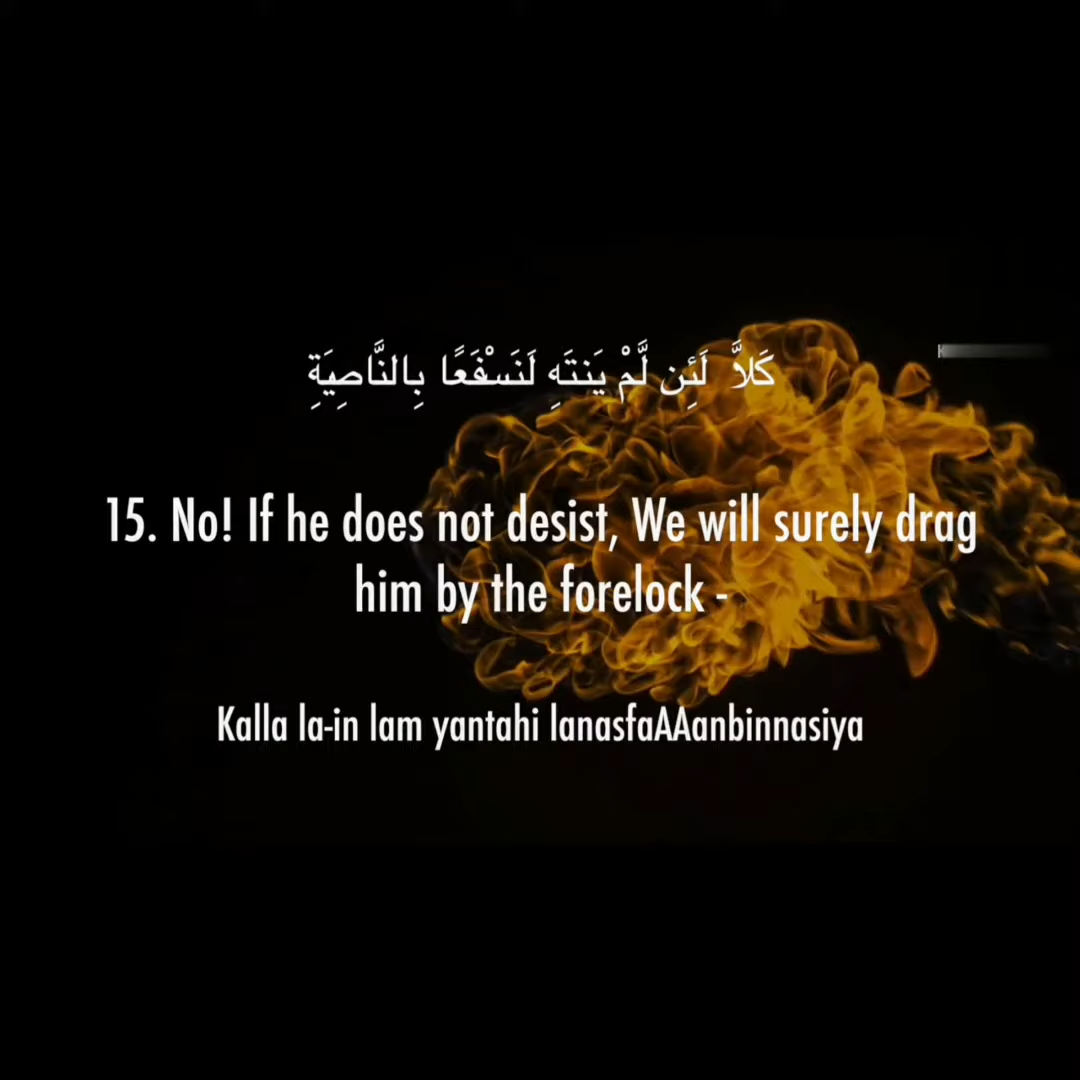 كَلاَّ لَئِن لَّمْ يَنتَهِ لَنَسْفَعًا بِالنَّاصِيَةِ
15. No! If he does not desist, We will surely drag
him by the forelock -
Kalla la-in lam yantahi lanasfaAAanbinnasiya